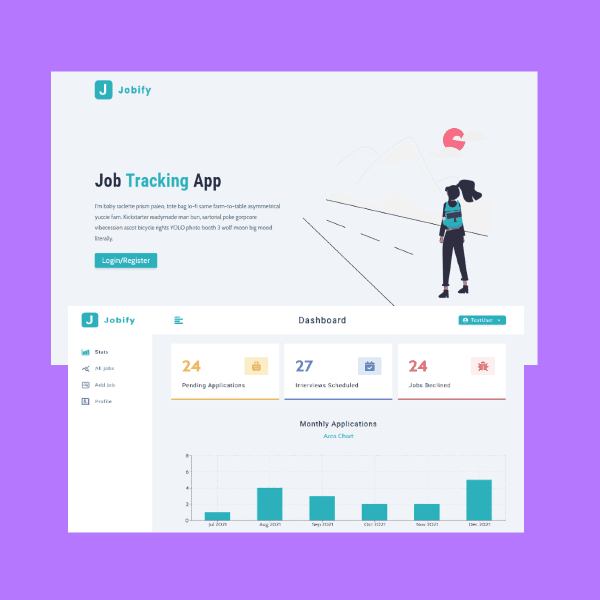 J Jobify
Job Tracking App
I'm baby raclette prism paleo, tote bag lo-fi same farm-to-table asymmetrical
yuccie fam. Kickstarter readymade man bun, sartorial poke gorpcore
vibecession ascot bicycle rights YOLO photo booth 3 wolf moon big mood
literally.
Login/Register
J Jobify
Dashboard
TestUser
Stats
All Jobs
Add Job
Profile
24
Pending Applications
27
Interviews Scheduled
24
Jobs Declined
Monthly Applications
Area Chart
8
6
4
2
0
Jul 2021 Aug 2021 Sep 2021 Oct 2021 Nov 2021 Dec 2021